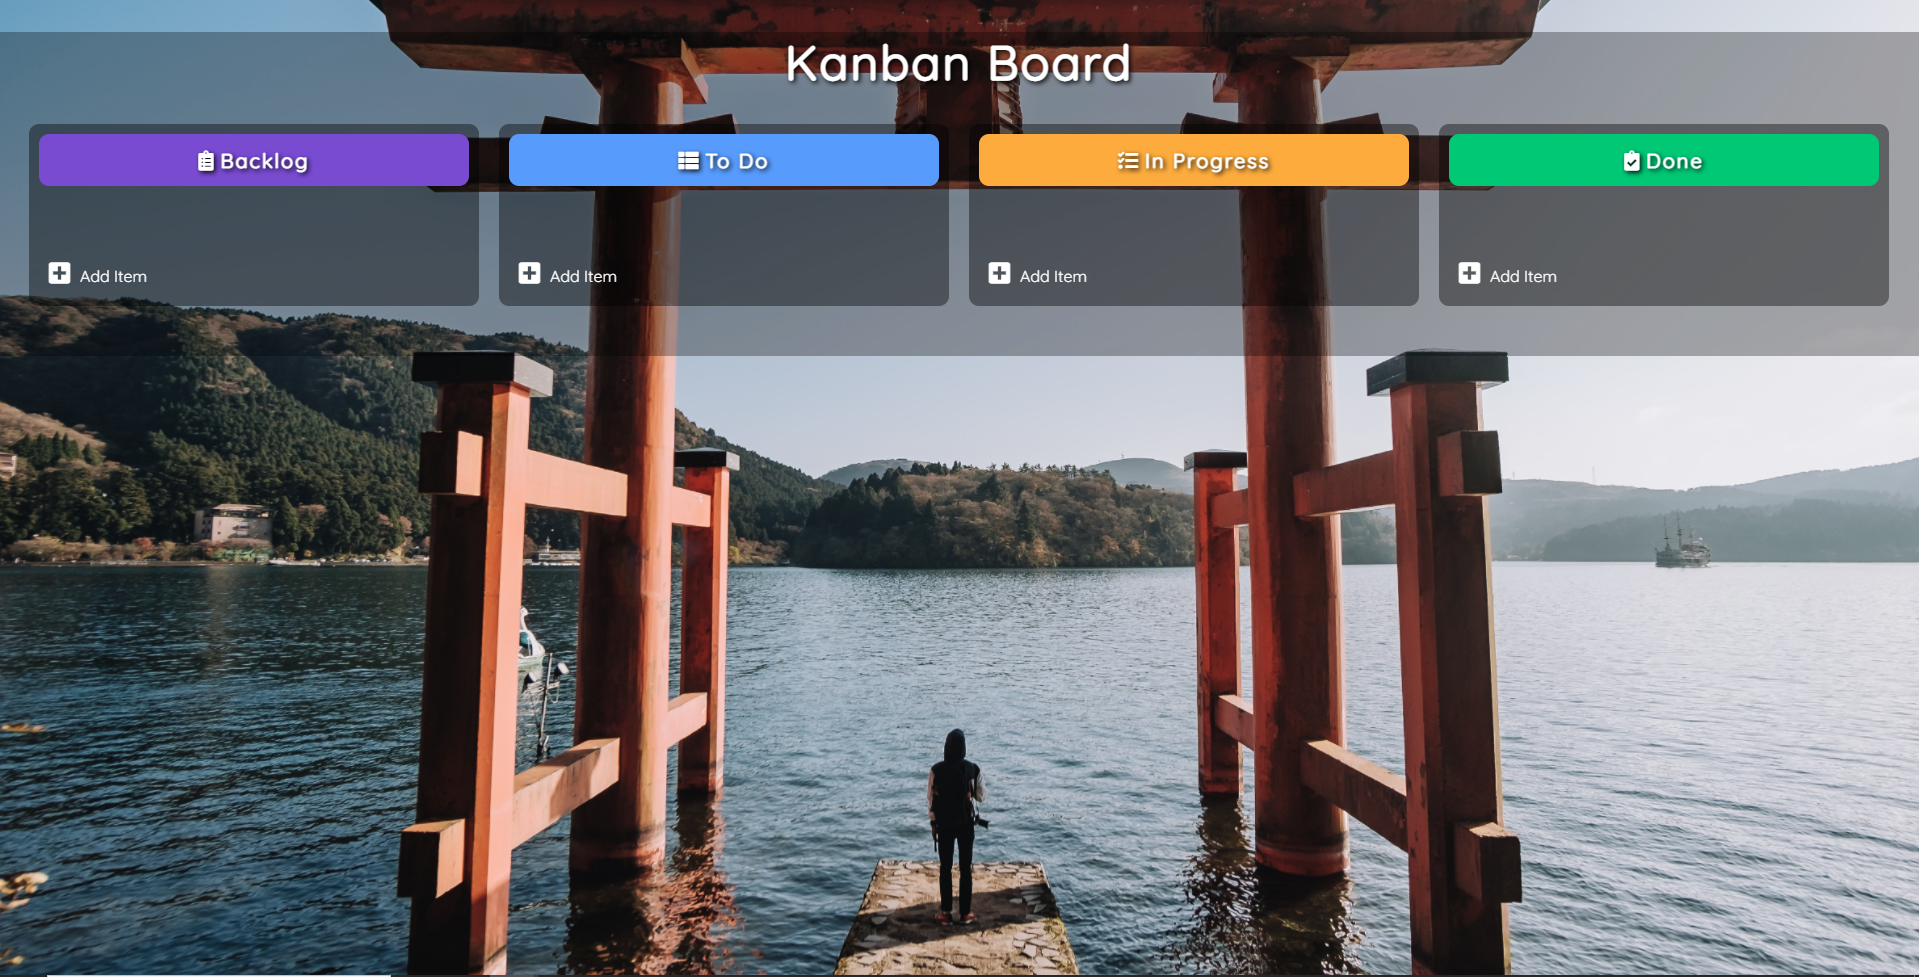 Kanban Board
Backlog
To Do
In Progress
Done
Add Item
Add Item
Add Item
Add Item